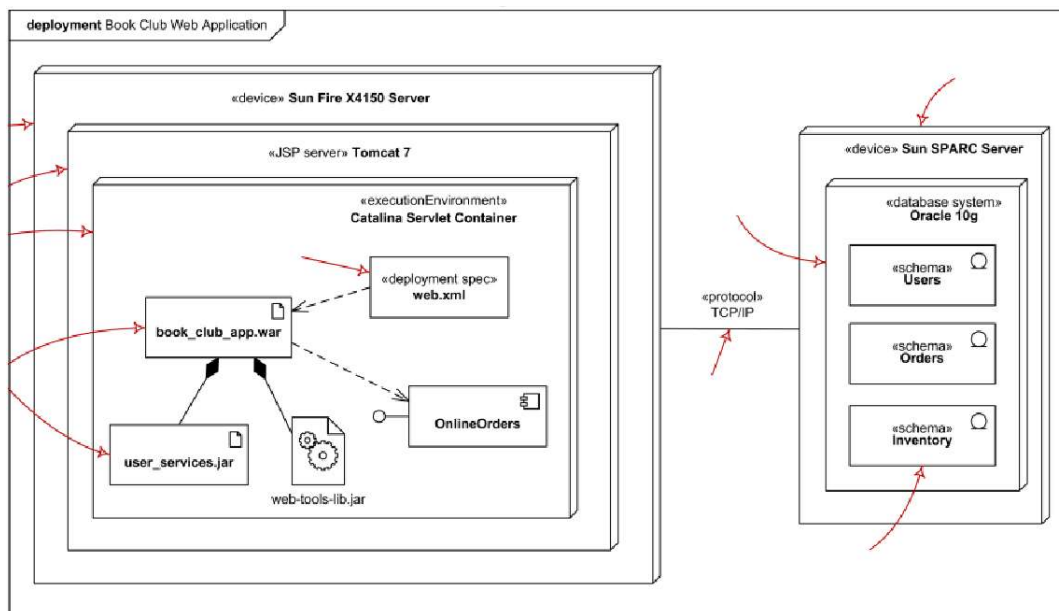 deployment Book Club Web Application
«device» Sun Fire X4150 Server
«JSP server» Tomcat 7
«executionEnvironment»
Catalina Servlet Container
«deployment spec»
web.xml
book_club_app.war
OnlineOrders
user_services.jar
web-tools-lib.jar
«protocol»
TCP/IP
«device» Sun SPARC Server
«database system»
Oracle 10g
«schema»
Users
«schema»
Orders
«schema»
Inventory